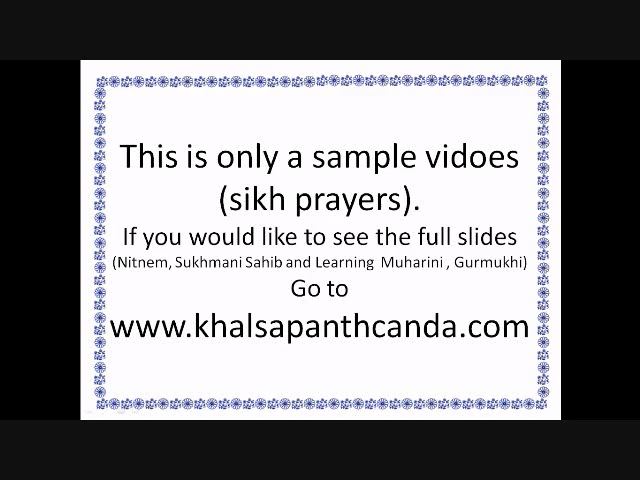 This is only a sample vidoes
(sikh prayers).
If you would like to see the full slides
(Nitnem, Sukhmani Sahib and Learning Muharini , Gurmukhi)
Go to
www.khalsapanthcanda.com